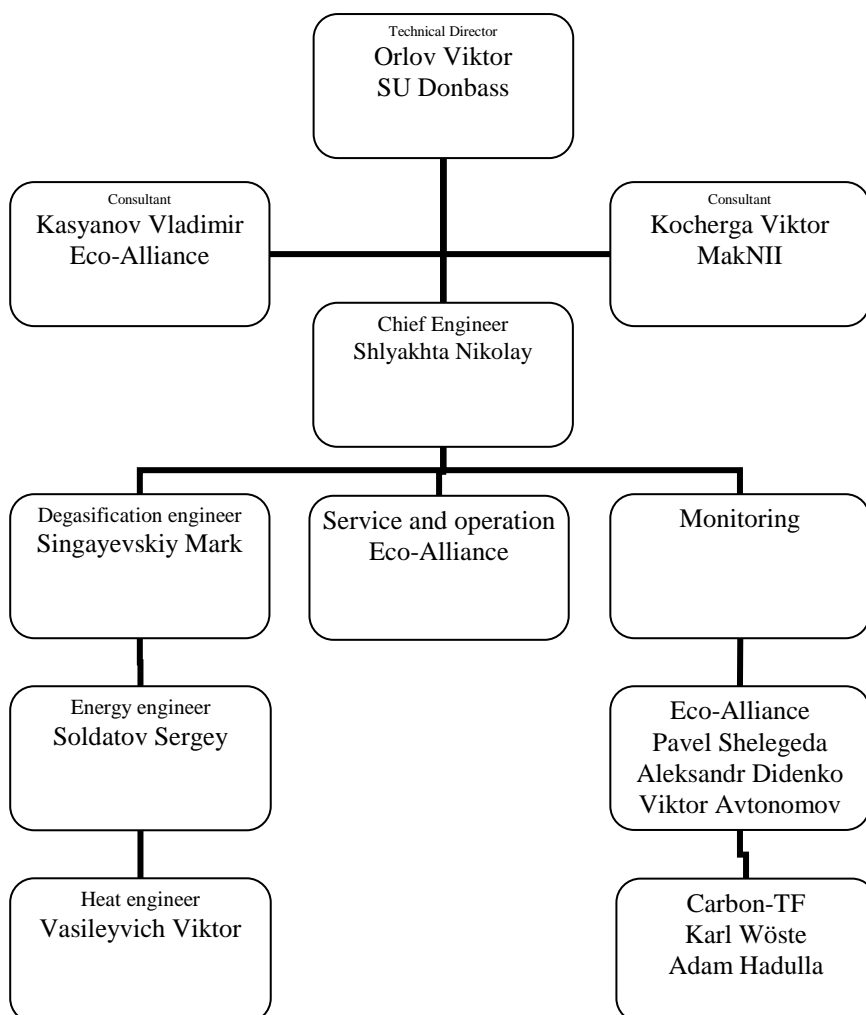 Technical Director
Orlov Viktor
SU Donbass
Consultant
Kasyanov Vladimir
Eco-Alliance
Consultant
Kocherga Viktor
MakNII
Chief Engineer
Shlyakhta Nikolay
Degasification engineer
Singayevskiy Mark
Service and operation
Eco-Alliance
Monitoring
Energy engineer
Soldatov Sergey
Eco-Alliance
Pavel Shelegeda
Aleksandr Didenko
Viktor Avtonomov
Heat engineer
Vasileyvich Viktor
Carbon-TF
Karl Wöste
Adam Hadulla